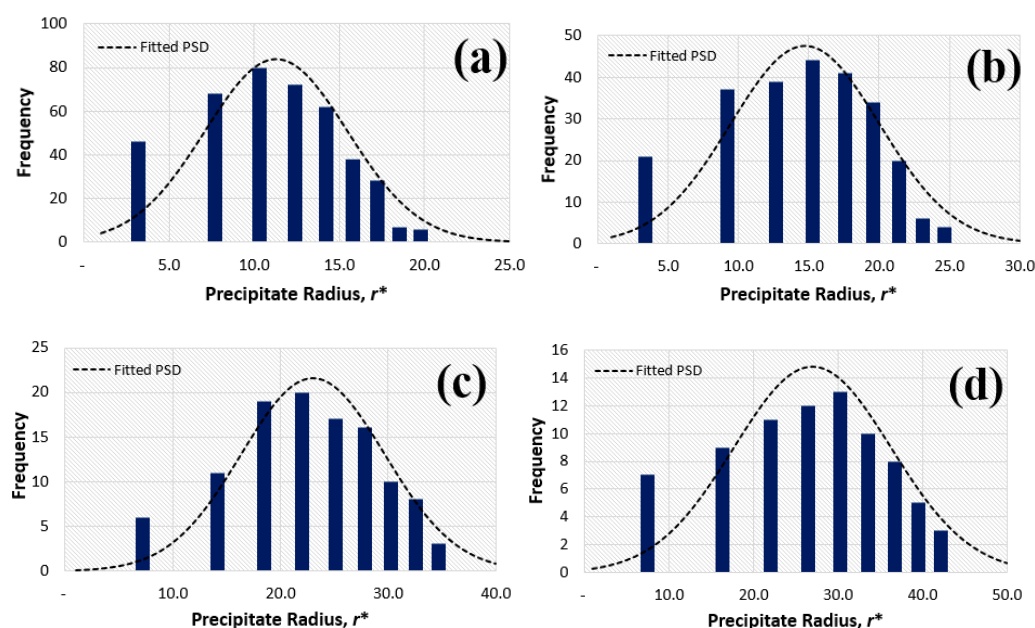 100
80
60
40
20
0
Frequency
Fitted PSD
(a)
- 5.0 10.0 15.0 20.0 25.0
Precipitate Radius, r*
50
40
30
20
10
0
Frequency
Fitted PSD
(b)
- 5.0 10.0 15.0 20.0 25.0 30.0
Precipitate Radius, r*
25
20
15
10
5
0
Frequency
Fitted PSD
(c)
- 10.0 20.0 30.0 40.0
Precipitate Radius, r*
16
14
12
10
8
6
4
2
0
Frequency
Fitted PSD
(d)
- 10.0 20.0 30.0 40.0 50.0
Precipitate Radius, r*